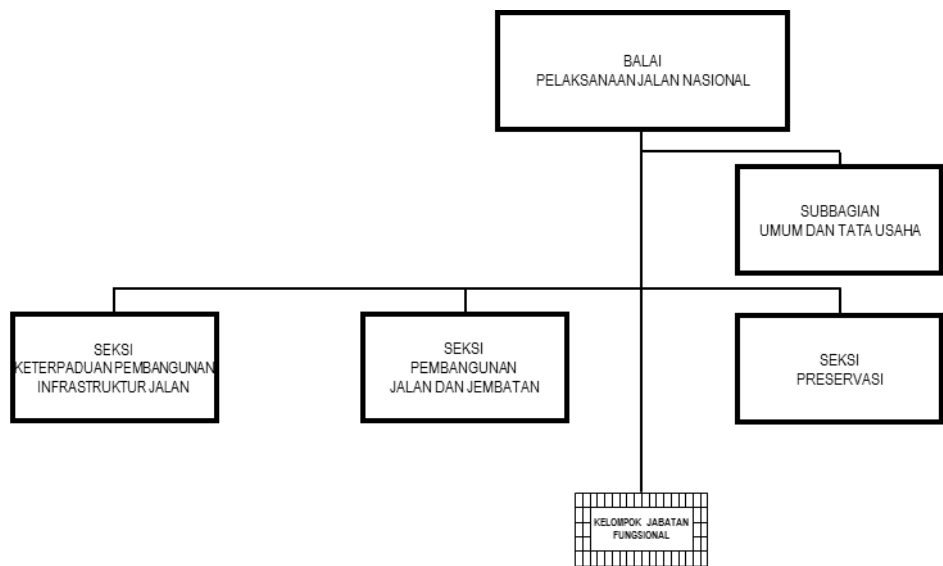 BALAI
PELAKSANAAN JALAN NASIONAL
SUBBAGIAN
UMUM DAN TATA USAHA
SEKSI
KETERPADUAN PEMBANGUNAN
INFRASTRUKTUR JALAN
SEKSI
PEMBANGUNAN
JALAN DAN JEMBATAN
SEKSI
PRESERVASI
KELOMPOK JABATAN
FUNGSIONAL